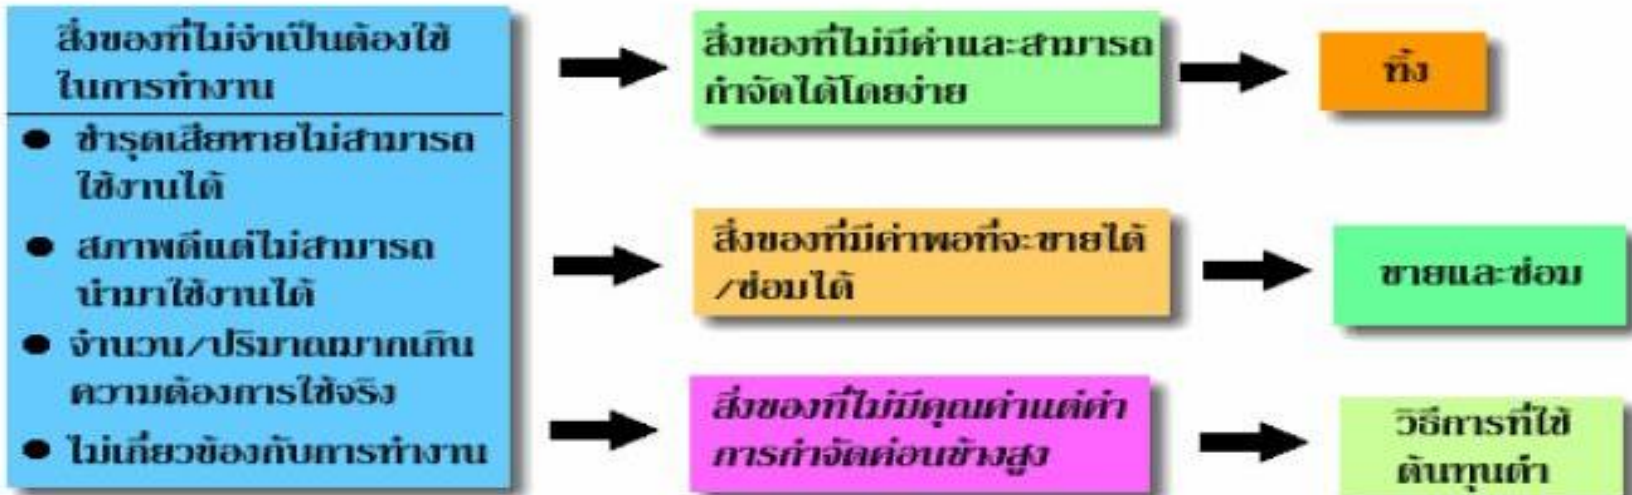 สิ่งของที่ไม่จำเป็นต้องใช้
ในการทำงาน
● ชำรุดเสียหายไม่สามารถ
ใช้งานได้
● สภาพดีแต่ไม่สามารถ
นำมาใช้งานได้
● จำนวน/ปริมาณมากเกิน
ความต้องการใช้จริง
● ไม่เกี่ยวข้องกับการทำงาน
สิ่งของที่ไม่มีค่าและสามารถ
กำจัดได้โดยง่าย
ทิ้ง
สิ่งของที่มีค่าพอที่จะขายได้
/ซ่อมได้
ขายและซ่อม
สิ่งของที่ไม่มีคุณค่าแต่ค่า
การกำจัดค่อนข้างสูง
วิธีการที่ใช้
ต้นทุนต่ำ